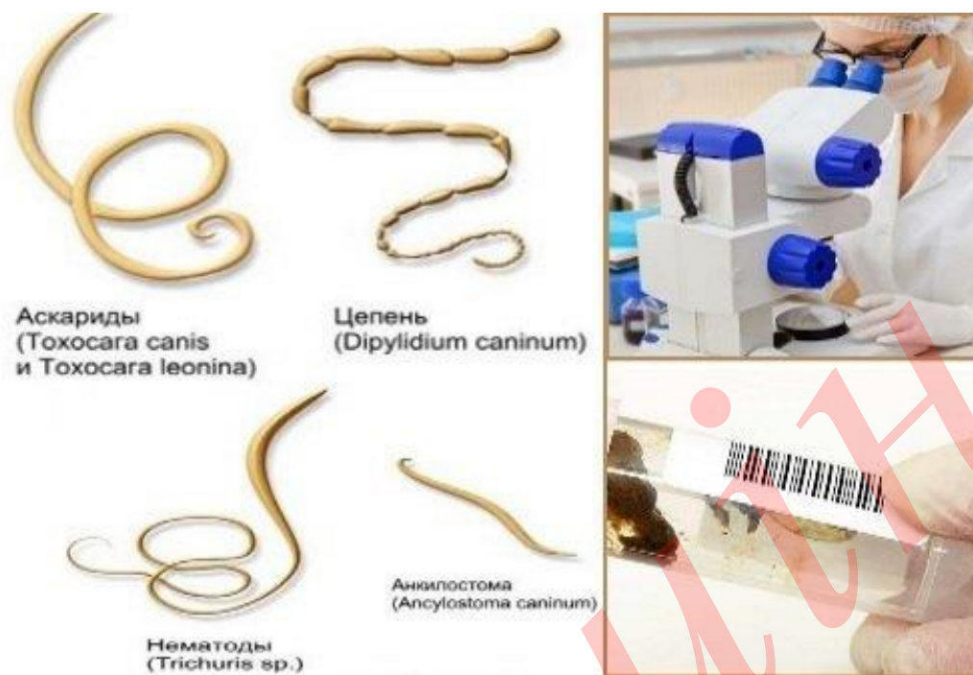 Аскариды
(Toxocara canis
и Toxocara leonina)
Цепень
(Dipylidium caninum)
Нематоды
(Trichuris sp.)
Анкилостома
(Ancylostoma caninum)